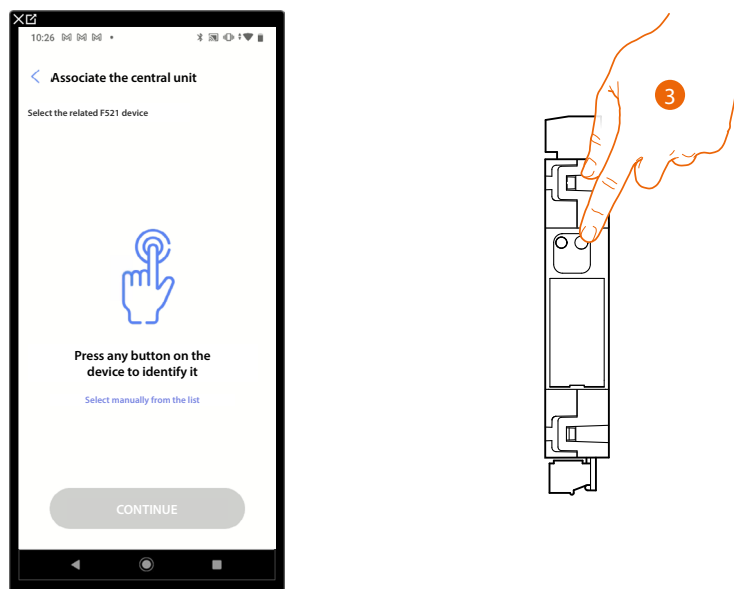 10:26
Associate the central unit
Select the related F521 device
Press any button on the
device to identify it
Select manually from the list
CONTINUE
3